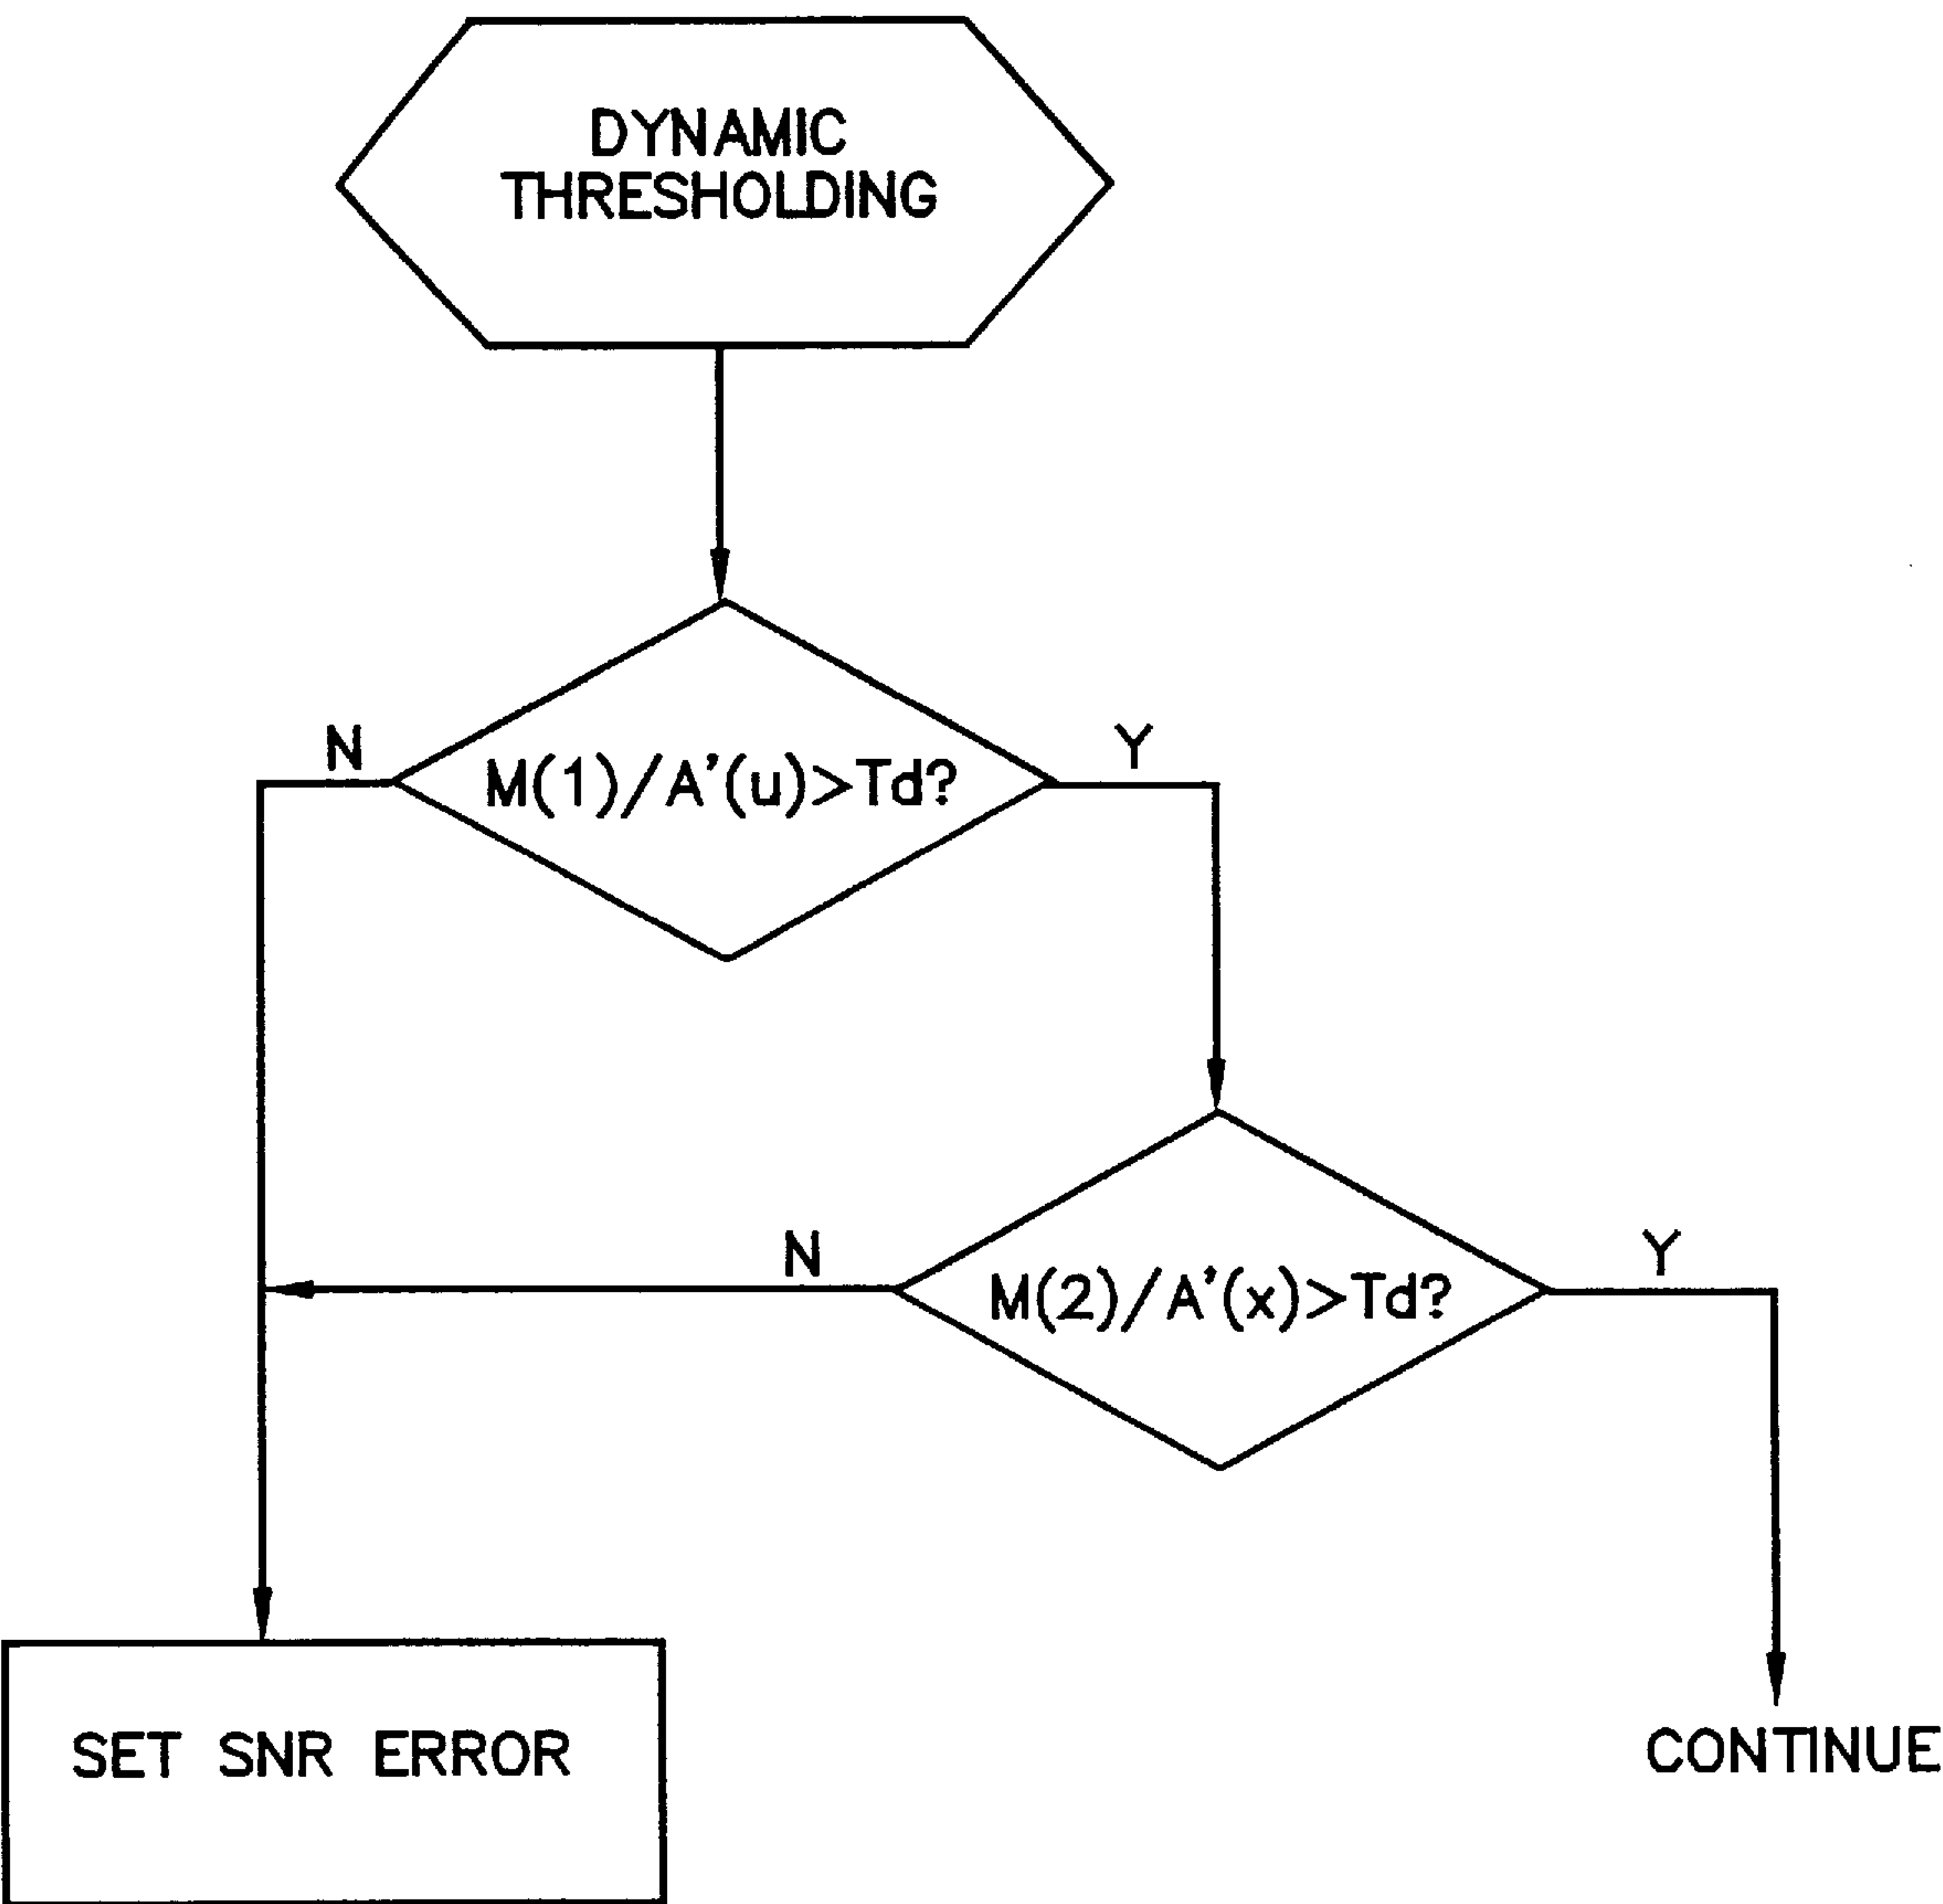 DYNAMIC
THRESHOLDING
N
M(1)/A'(u)>Td?
Y
N
M(2)/A'(x)>Td?
Y
SET SNR ERROR
CONTINUE